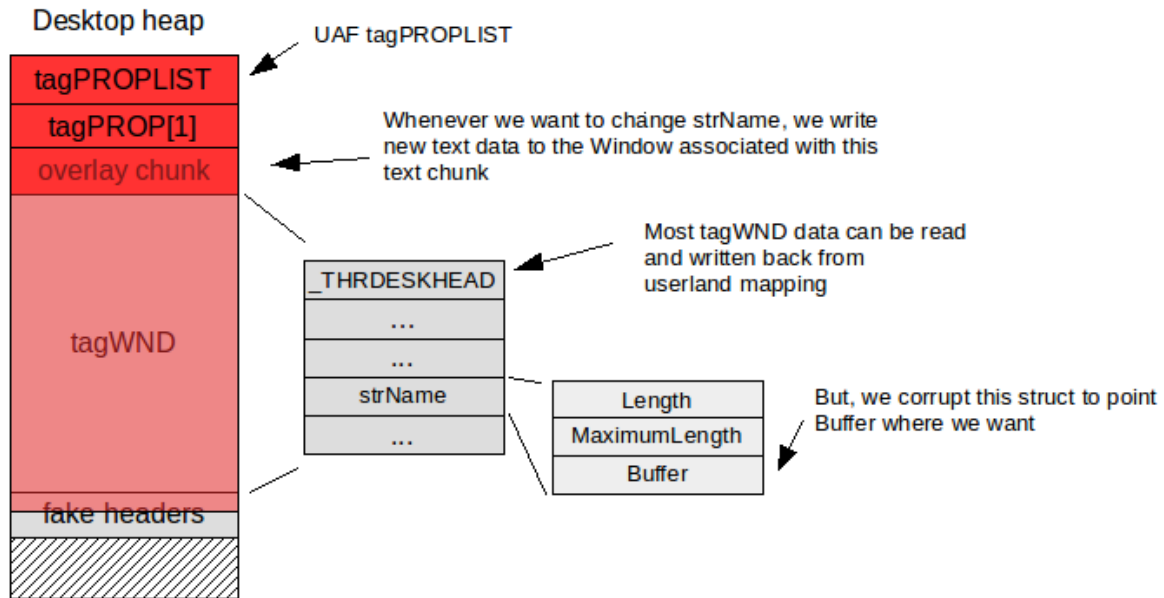 Desktop heap
UAF tagPROPLIST
tagPROPLIST
tagPROP[1]
overlay chunk
Whenever we want to change strName, we write
new text data to the Window associated with this
text chunk
Most tagWND data can be read
and written back from
userland mapping
_THRDESKHEAD
...
...
strName
...
tagWND
Length
MaximumLength
Buffer
But, we corrupt this struct to point
Buffer where we want
fake headers